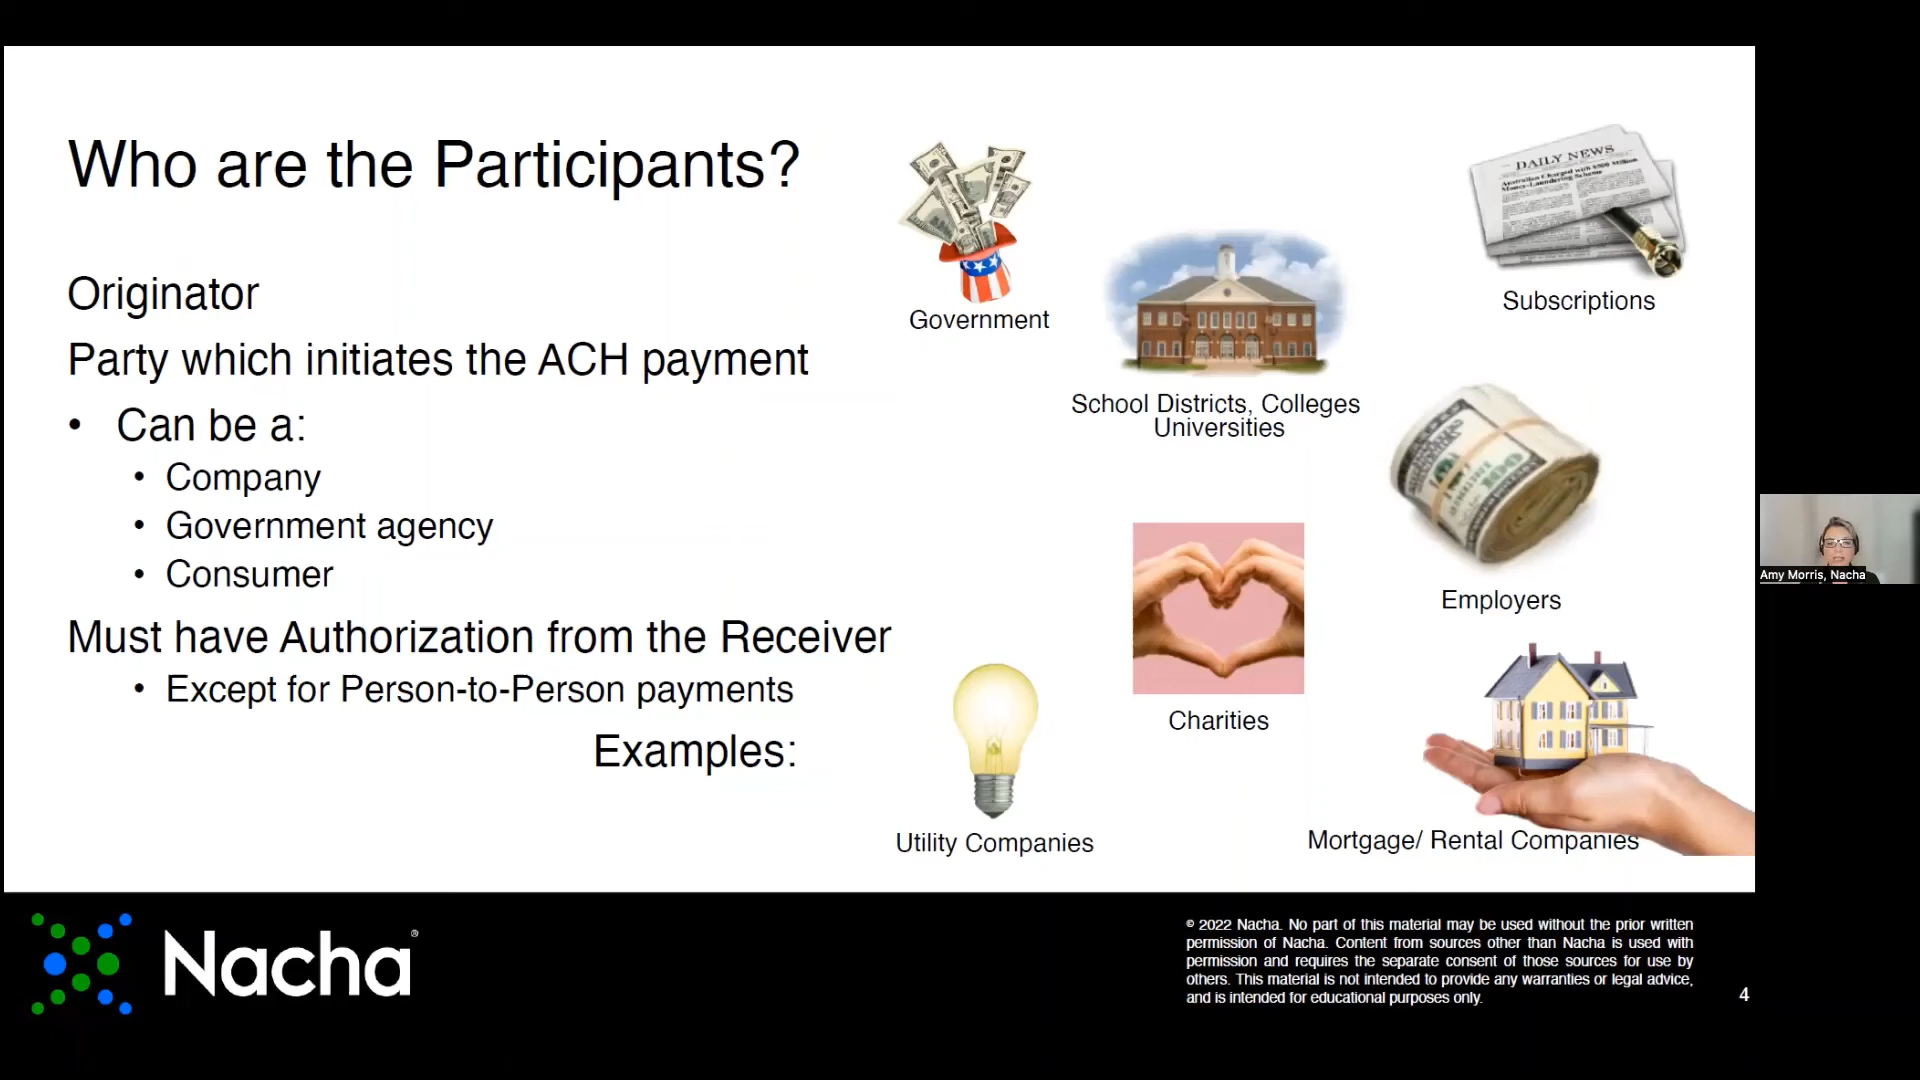 Who are the Participants?
Originator
Party which initiates the ACH payment
• Can be a:
• Company
• Government agency
• Consumer
Must have Authorization from the Receiver
• Except for Person-to-Person payments
Examples:
Government
School Districts, Colleges
Universities
DAILY NEWS
Subscriptions
Employers
Charities
Utility Companies
Mortgage/ Rental Companies
Amy Morris, Nacha
Nacha®
© 2022 Nacha. No part of this material may be used without the prior written
permission of Nacha. Content from sources other than Nacha is used with
permission and requires the separate consent of those sources for use by
others. This material is not intended to provide any warranties or legal advice,
and is intended for educational purposes only.
4